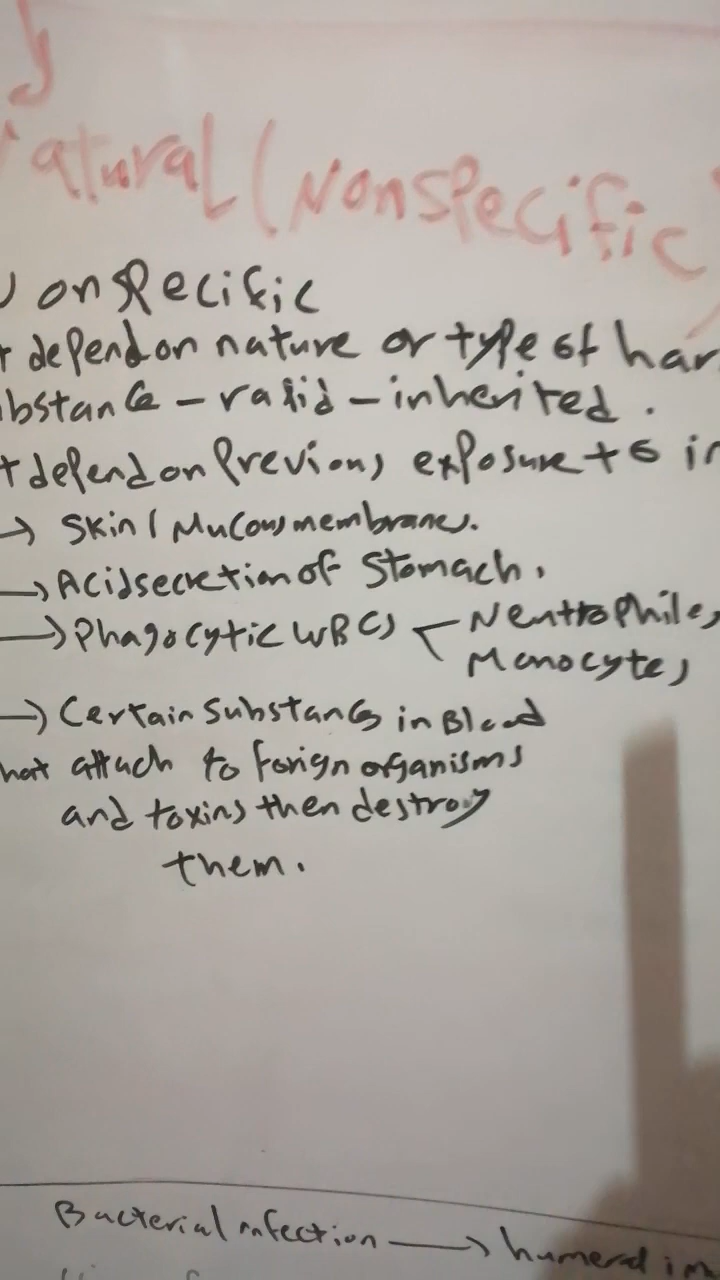 atural (Nonspecific)
onspecific
t depend on nature or type of har
bstance - rapid - inherited.
t depend on Previous exposure to in
→ Skin / Mucous membrane.
→ Acid secretion of Stomach.
→ Phagocytic WBCs < Neutrophiles
Monocytes
→ Certain Substances in Blood
hat attach to forign organisms
and toxins then destroy
them.
Bacterial infection → humeral im